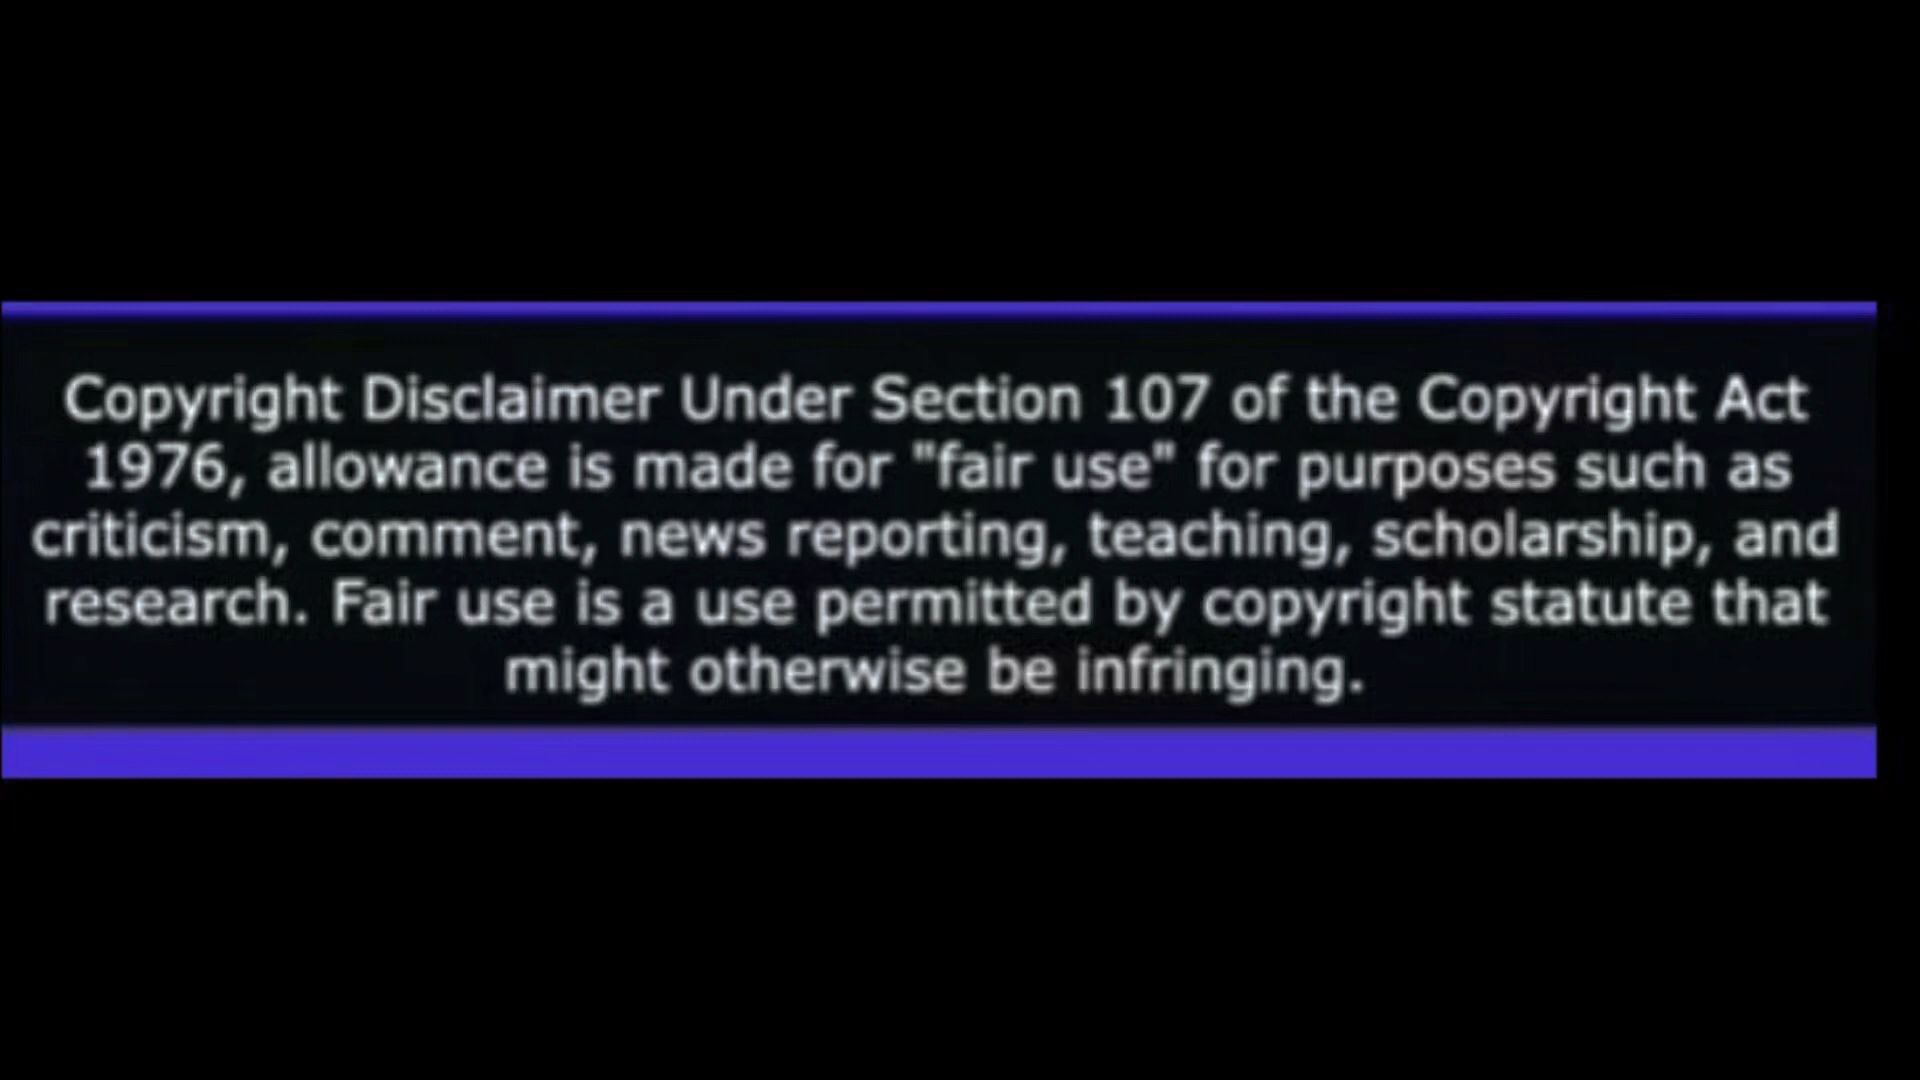 Copyright Disclaimer Under Section 107 of the Copyright Act
1976, allowance is made for "fair use" for purposes such as
criticism, comment, news reporting, teaching, scholarship, and
research. Fair use is a use permitted by copyright statute that
might otherwise be infringing.